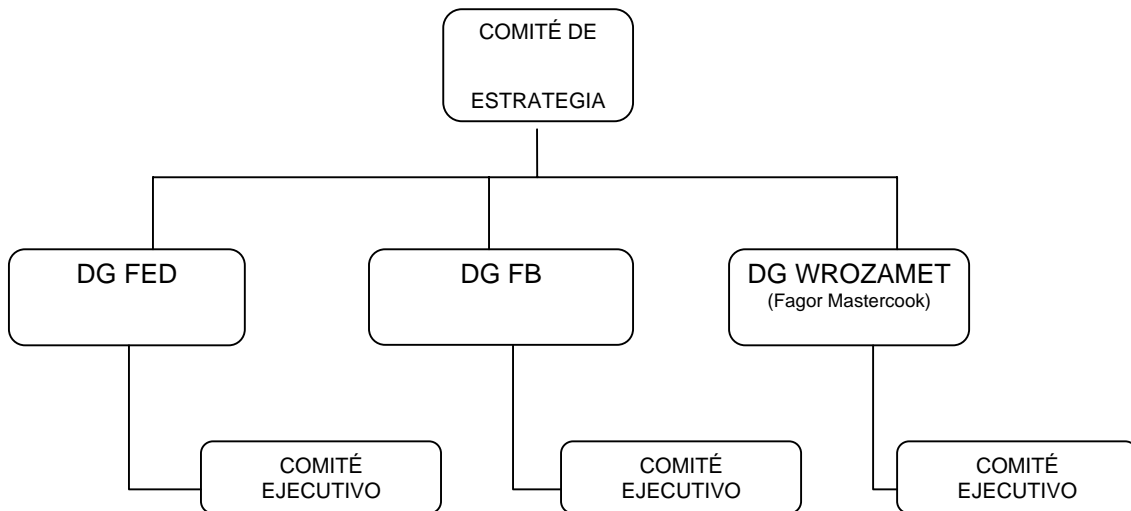 COMITÉ DE
ESTRATEGIA
DG FED
DG FB
DG WROZAMET
(Fagor Mastercook)
COMITÉ
EJECUTIVO
COMITÉ
EJECUTIVO
COMITÉ
EJECUTIVO